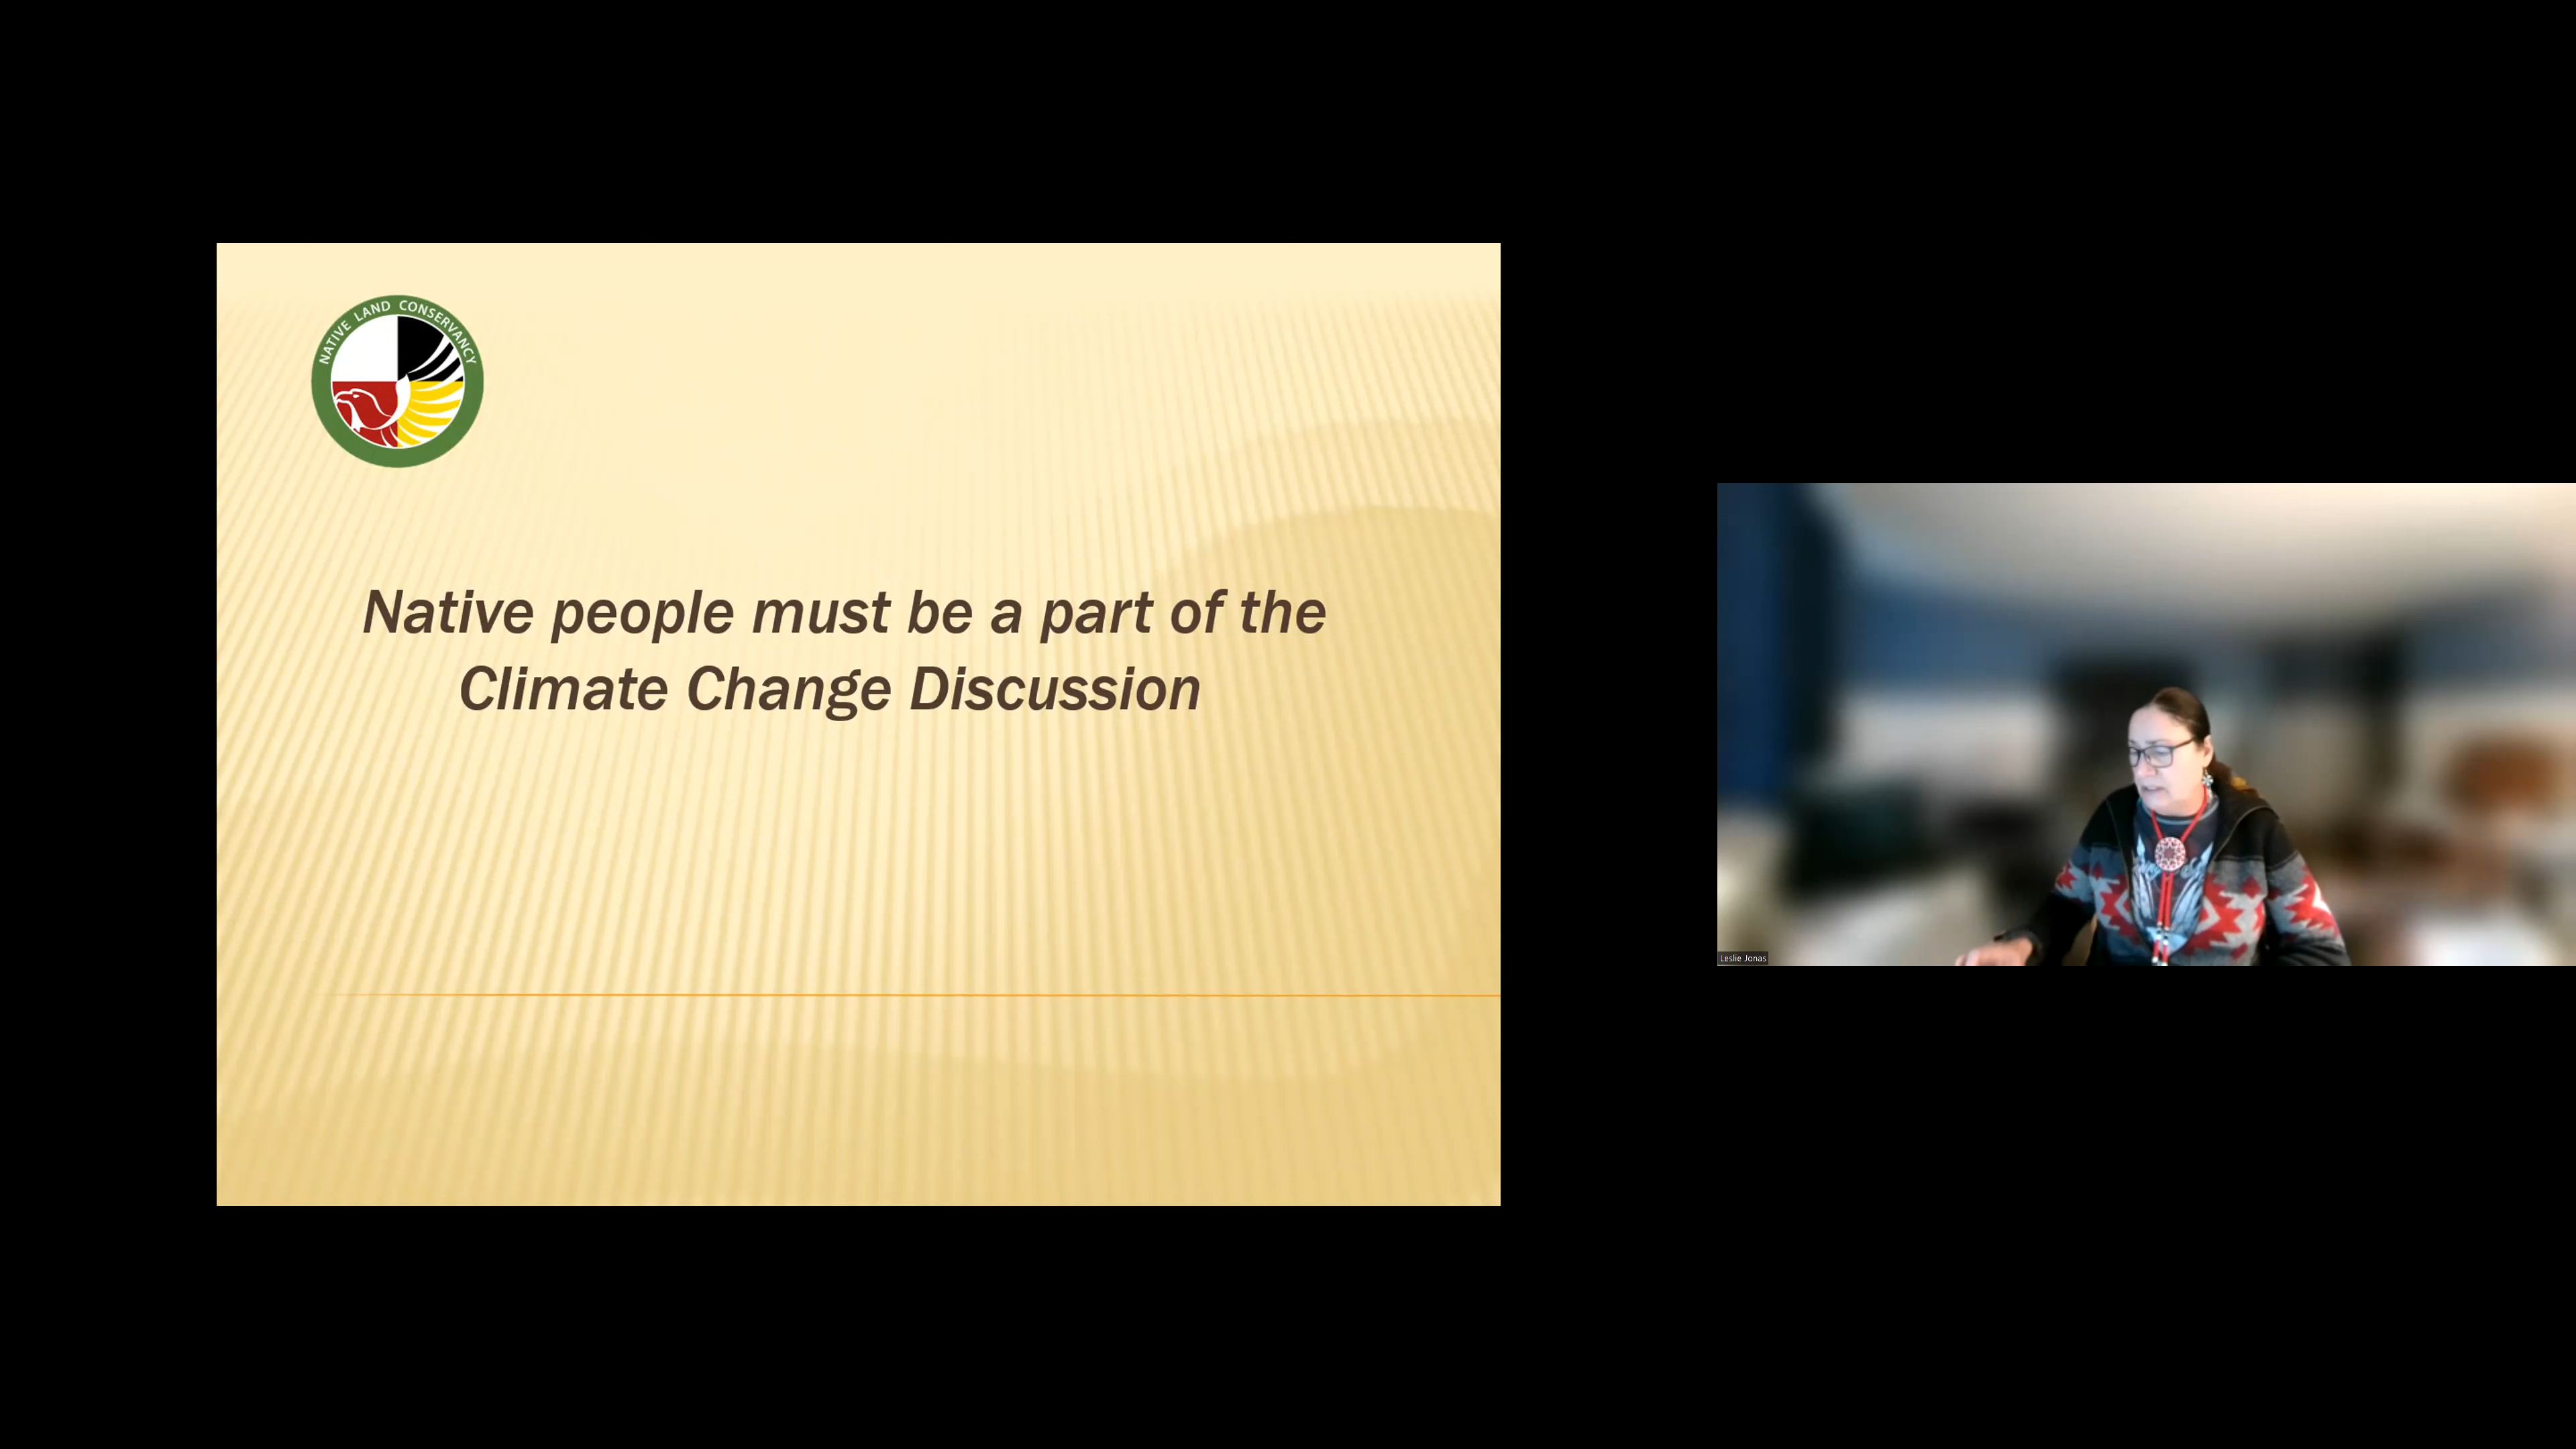 NATIVE LAND CONSERVANCY
Native people must be a part of the
Climate Change Discussion
Leslie Jonas